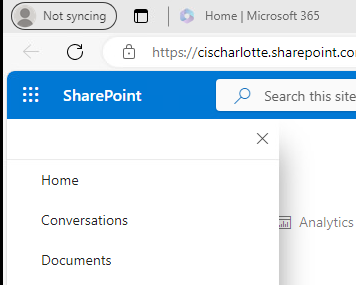 Not syncing
Home | Microsoft 365
https://cischarlotte.sharepoint.co
SharePoint
Search this site
Home
Conversations
Analytics
Documents